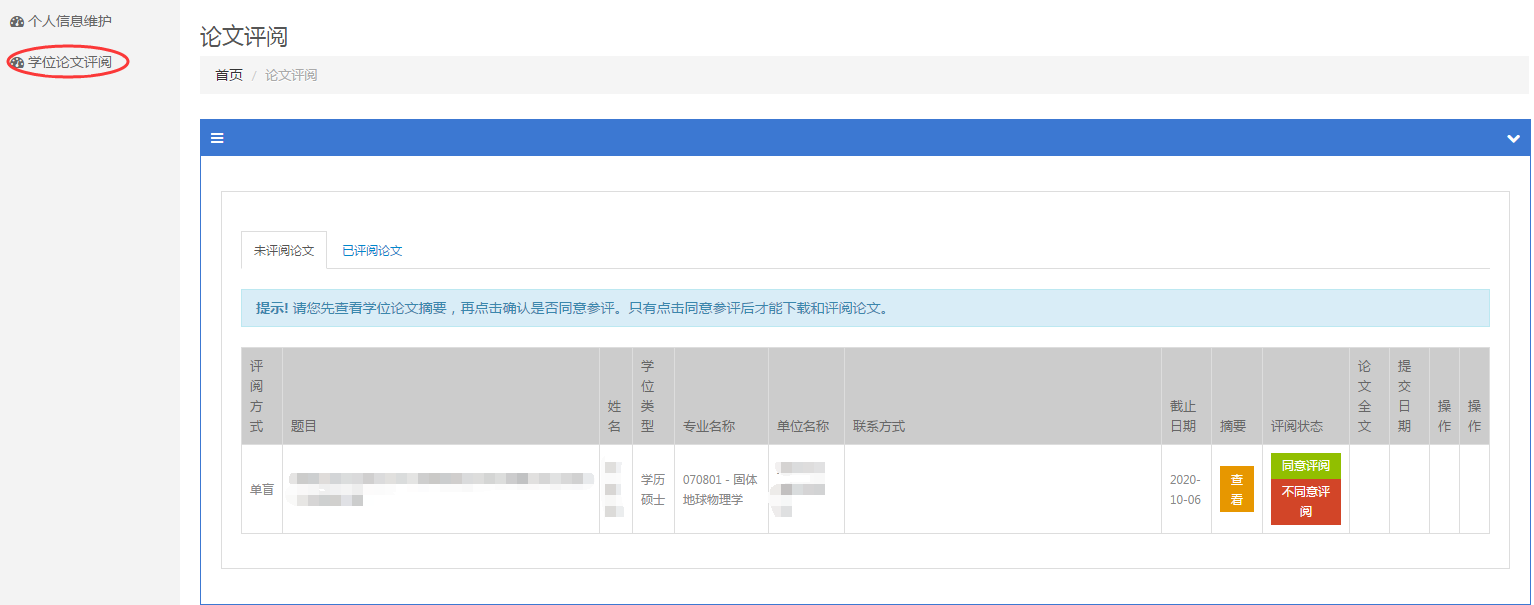 个人信息维护
学位论文评阅
论文评阅
首页 / 论文评阅
未评阅论文 已评阅论文
提示! 请您先查看学位论文摘要，再点击确认是否同意参评。只有点击同意参评后才能下载和评阅论文。
评阅方式 题目 姓名 学位类型 专业名称 单位名称 联系方式 截止日期 摘要 评阅状态 论文全文 提交日期 操作 操作
单盲
学历
硕士
070801 - 固体
地球物理学
2020-
10-06
查
看
同意评阅
不同意评
阅